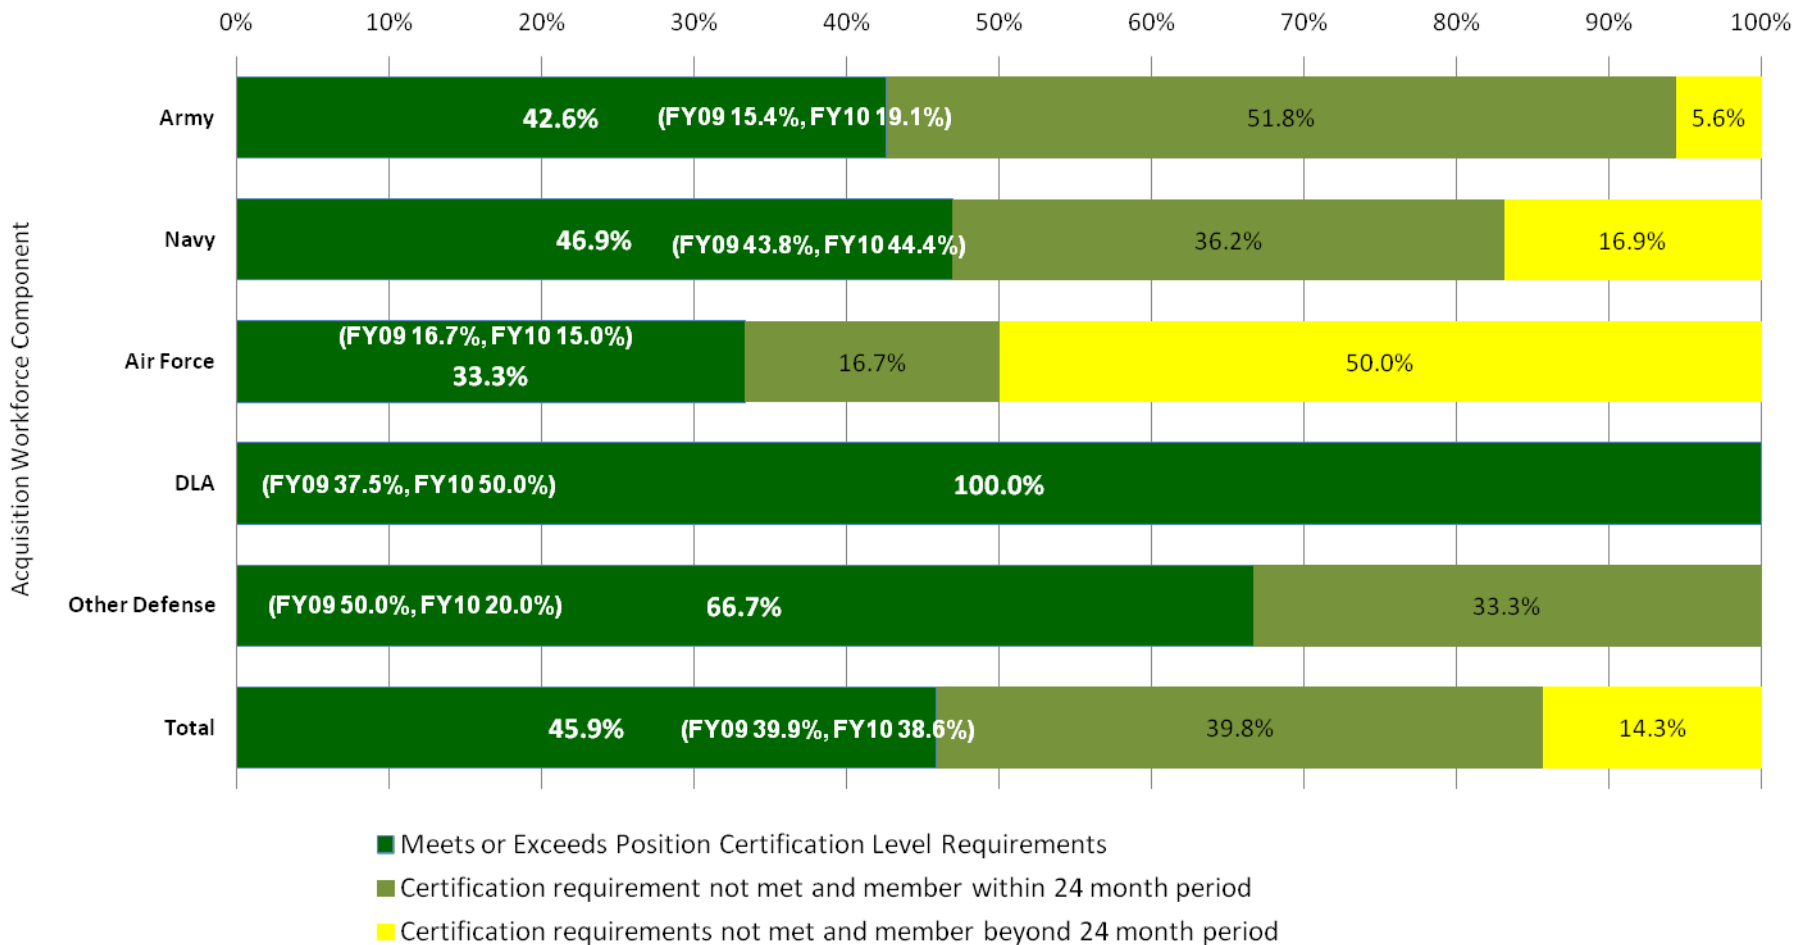 0% 10% 20% 30% 40% 50% 60% 70% 80% 90% 100%
Acquisition Workforce Component
Army 42.6% (FY09 15.4%, FY10 19.1%) 51.8% 5.6%
Navy 46.9% (FY09 43.8%, FY10 44.4%) 36.2% 16.9%
(FY09 16.7%, FY10 15.0%)
Air Force 33.3% 16.7% 50.0%
DLA (FY09 37.5%, FY10 50.0%) 100.0%
Other Defense (FY09 50.0%, FY10 20.0%) 66.7% 33.3%
Total 45.9% (FY09 39.9%, FY10 38.6%) 39.8% 14.3%
Meets or Exceeds Position Certification Level Requirements
Certification requirement not met and member within 24 month period
Certification requirements not met and member beyond 24 month period